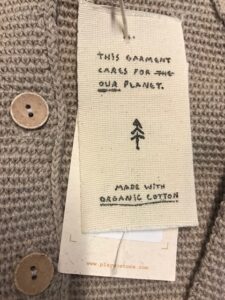 THIS GARMENT
CARES FOR THE
OUR PLANET.
MADE WITH
ORGANIC COTTON